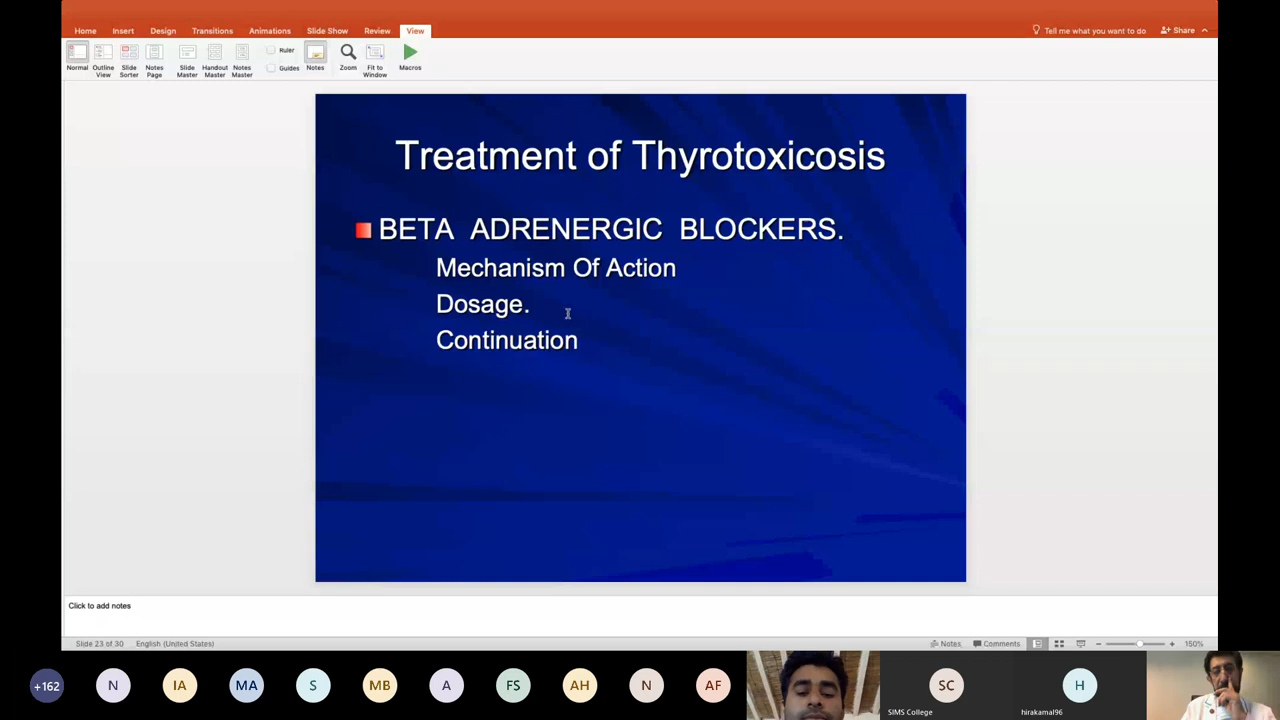 Home Insert Design Transitions Animations Slide Show Review View Tell me what you want to do Share
Normal Outline View Slide Sorter Notes Page Slide Master Handout Master Notes Master Ruler Guides Notes Zoom Fit to Window Macros
Treatment of Thyrotoxicosis
BETA ADRENERGIC BLOCKERS.
Mechanism Of Action
Dosage.
Continuation
Click to add notes
Slide 23 of 30 English (United States) Notes Comments 150%
+162 N IA MA S MB A FS AH N AF SC H
SIMS College hirakamal96